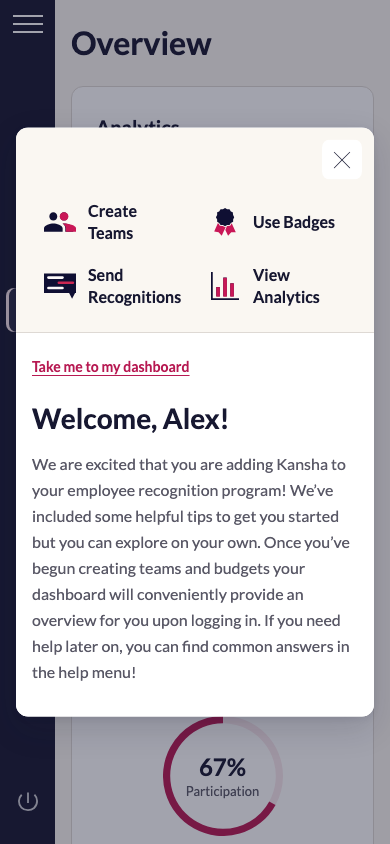 Overview
Analytics
Create
Teams
Use Badges
Send
Recognitions
View
Analytics
Take me to my dashboard
Welcome, Alex!
We are excited that you are adding Kansha to
your employee recognition program! We’ve
included some helpful tips to get you started
but you can explore on your own. Once you’ve
begun creating teams and budgets your
dashboard will conveniently provide an
overview for you upon logging in. If you need
help later on, you can find common answers in
the help menu!
67%
Participation